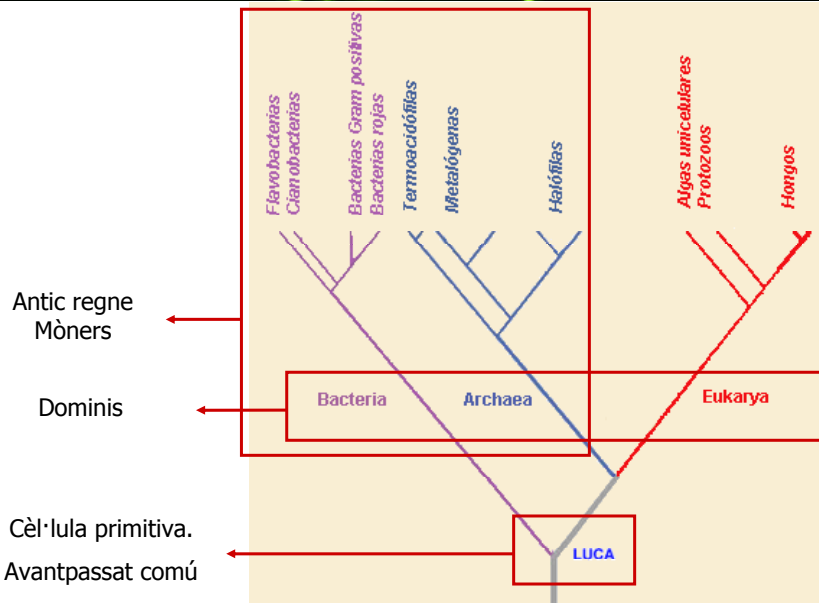 Flavobacterias
Cianobacterias
Bacterias Gram positivas
Bacterias rojas
Termoacidófilas
Metalógenas
Halófilas
Algas unicelulares
Protozoos
Hongos
Antic regne
Mòners
Dominis
Bacteria
Archaea
Eukarya
Cèl·lula primitiva.
Avantpassat comú
LUCA